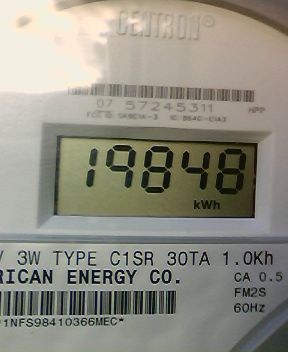 CENTRON®
07 57245311 HPP
19848
kWh
V 3W TYPE C1SR 30TA 1.0Kh
RICAN ENERGY CO. CA 0.5
FM2S
60Hz
*1NFS98410366MEC*